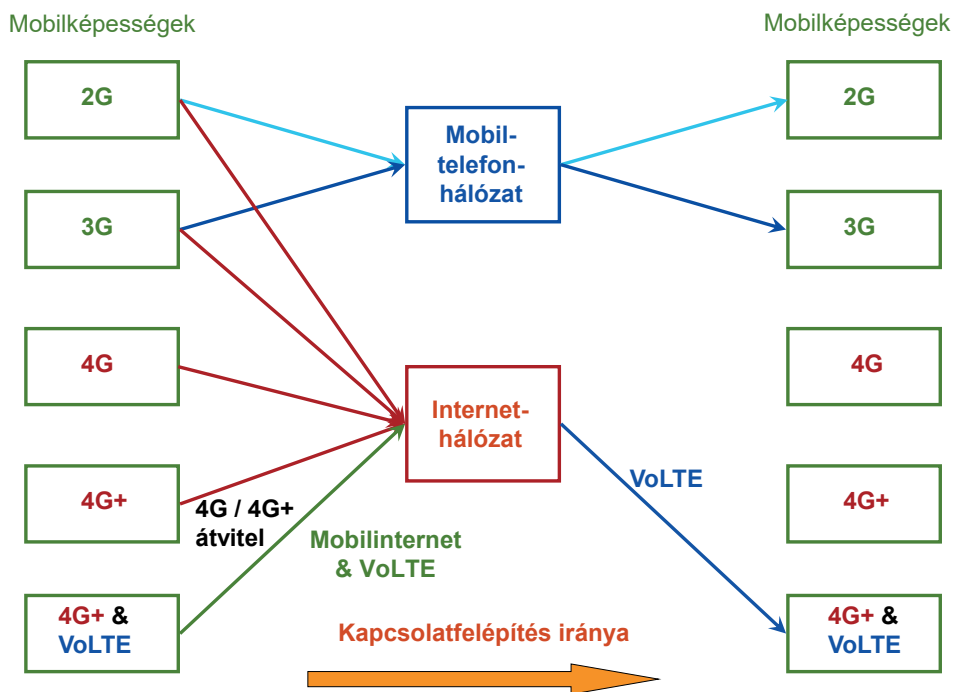 Mobilképességek
Mobilképességek
2G
2G
Mobil-
telefon-
hálózat
3G
3G
4G
4G
Internet-
hálózat
4G+
4G+
VoLTE
4G / 4G+
átvitel
Mobilinternet
& VoLTE
4G+ &
VoLTE
4G+ &
VoLTE
Kapcsolatfelépítés iránya